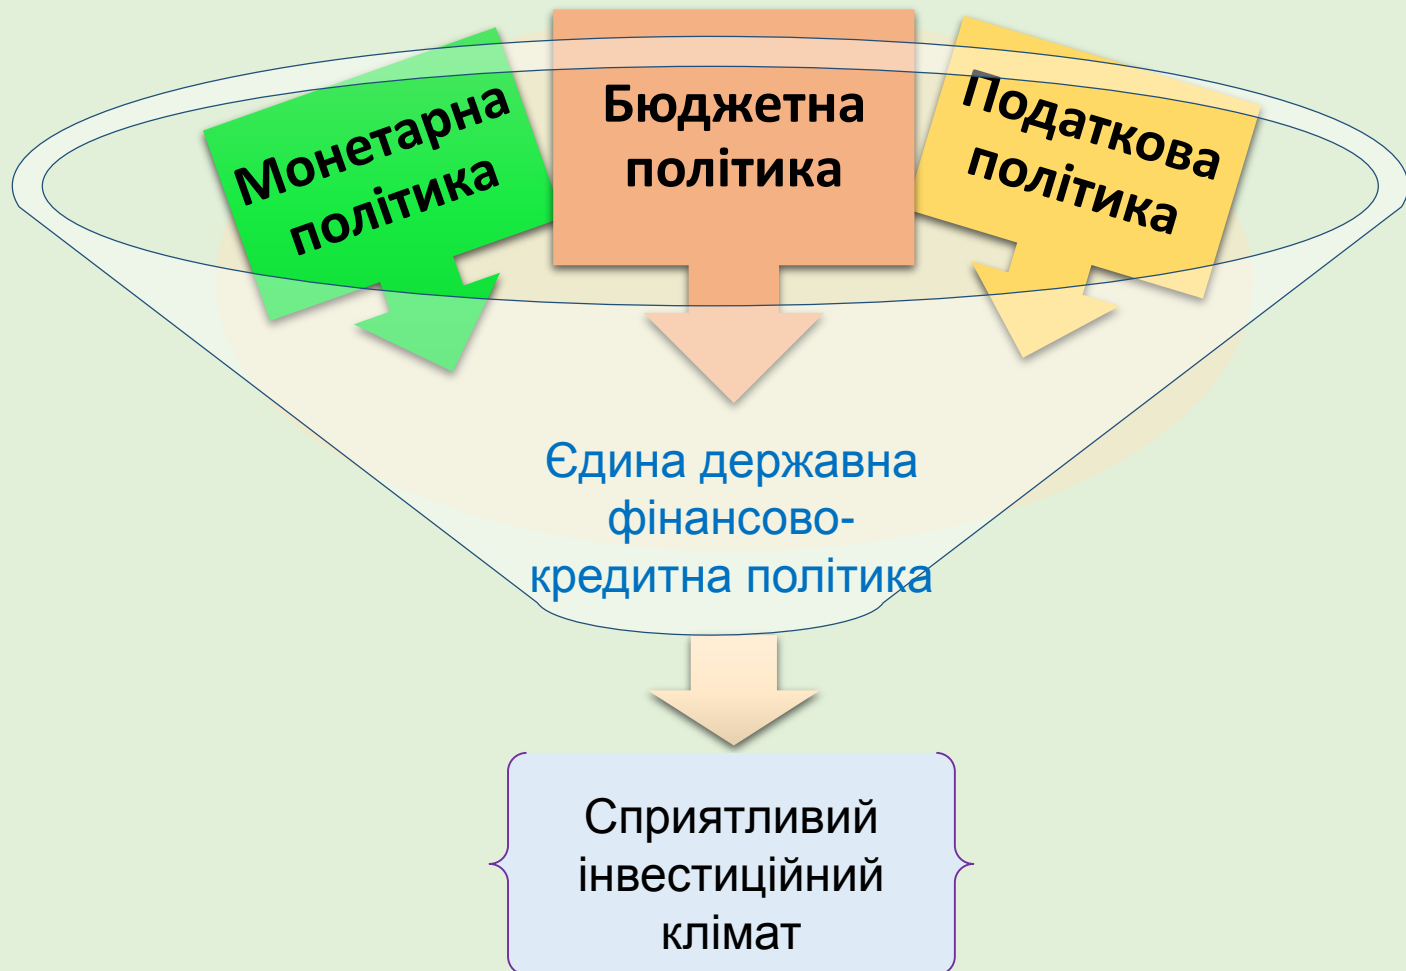 Монетарна
політика
Бюджетна
політика
Податкова
політика
Єдина державна
фінансово-
кредитна політика
Сприятливий
інвестиційний
клімат